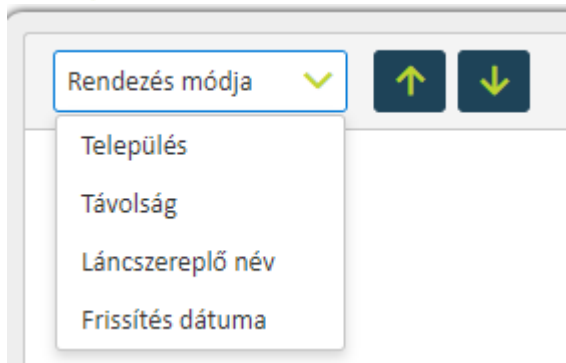 Rendezés módja
Település
Távolság
Láncszereplő név
Frissítés dátuma